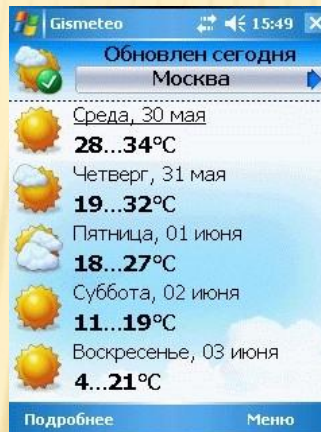 Gismeteo 15:49
Обновлен сегодня
Москва
Среда, 30 мая
28...34°C
Четверг, 31 мая
19...32°C
Пятница, 01 июня
18...27°C
Суббота, 02 июня
11...19°C
Воскресенье, 03 июня
4...21°C
Подробнее Меню